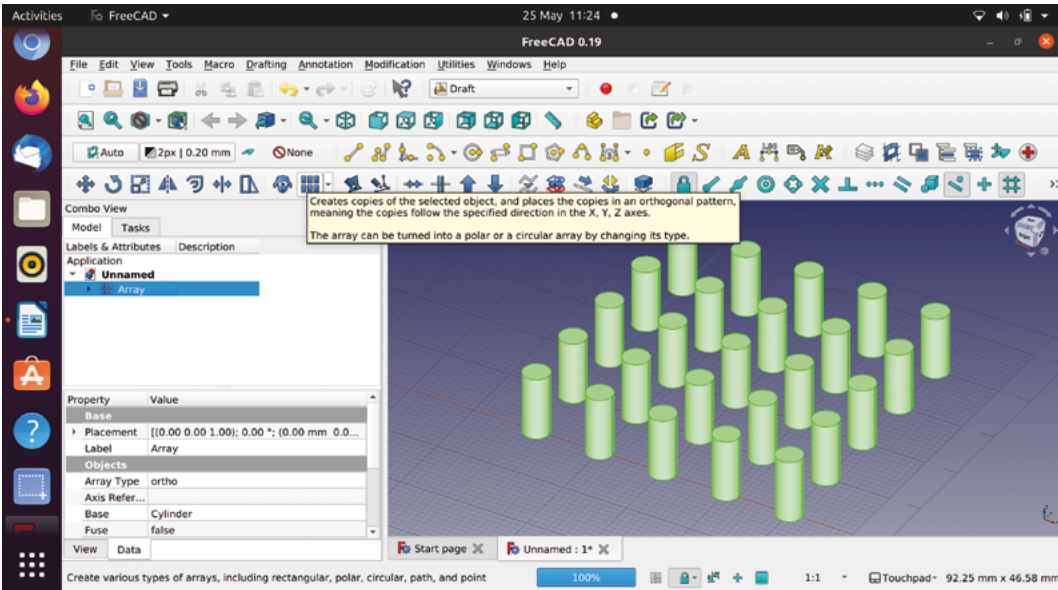 Activities
FreeCAD
25 May 11:24
FreeCAD 0.19
File Edit View Tools Macro Drafting Annotation Modification Utilities Windows Help
Draft
Auto
2px | 0.20 mm
None
Creates copies of the selected object, and places the copies in an orthogonal pattern,
meaning the copies follow the specified direction in the X, Y, Z axes.
The array can be turned into a polar or a circular array by changing its type.
Combo View
Model Tasks
Labels & Attributes Description
Application
Unnamed
Array
Property Value
Base
Placement [(0.00 0.00 1.00); 0.00 °; (0.00 mm 0.0...
Label Array
Objects
Array Type ortho
Axis Refer...
Base Cylinder
Fuse false
View Data
Start page
Unnamed : 1*
Create various types of arrays, including rectangular, polar, circular, path, and point
100%
1:1
Touchpad
92.25 mm x 46.58 mm